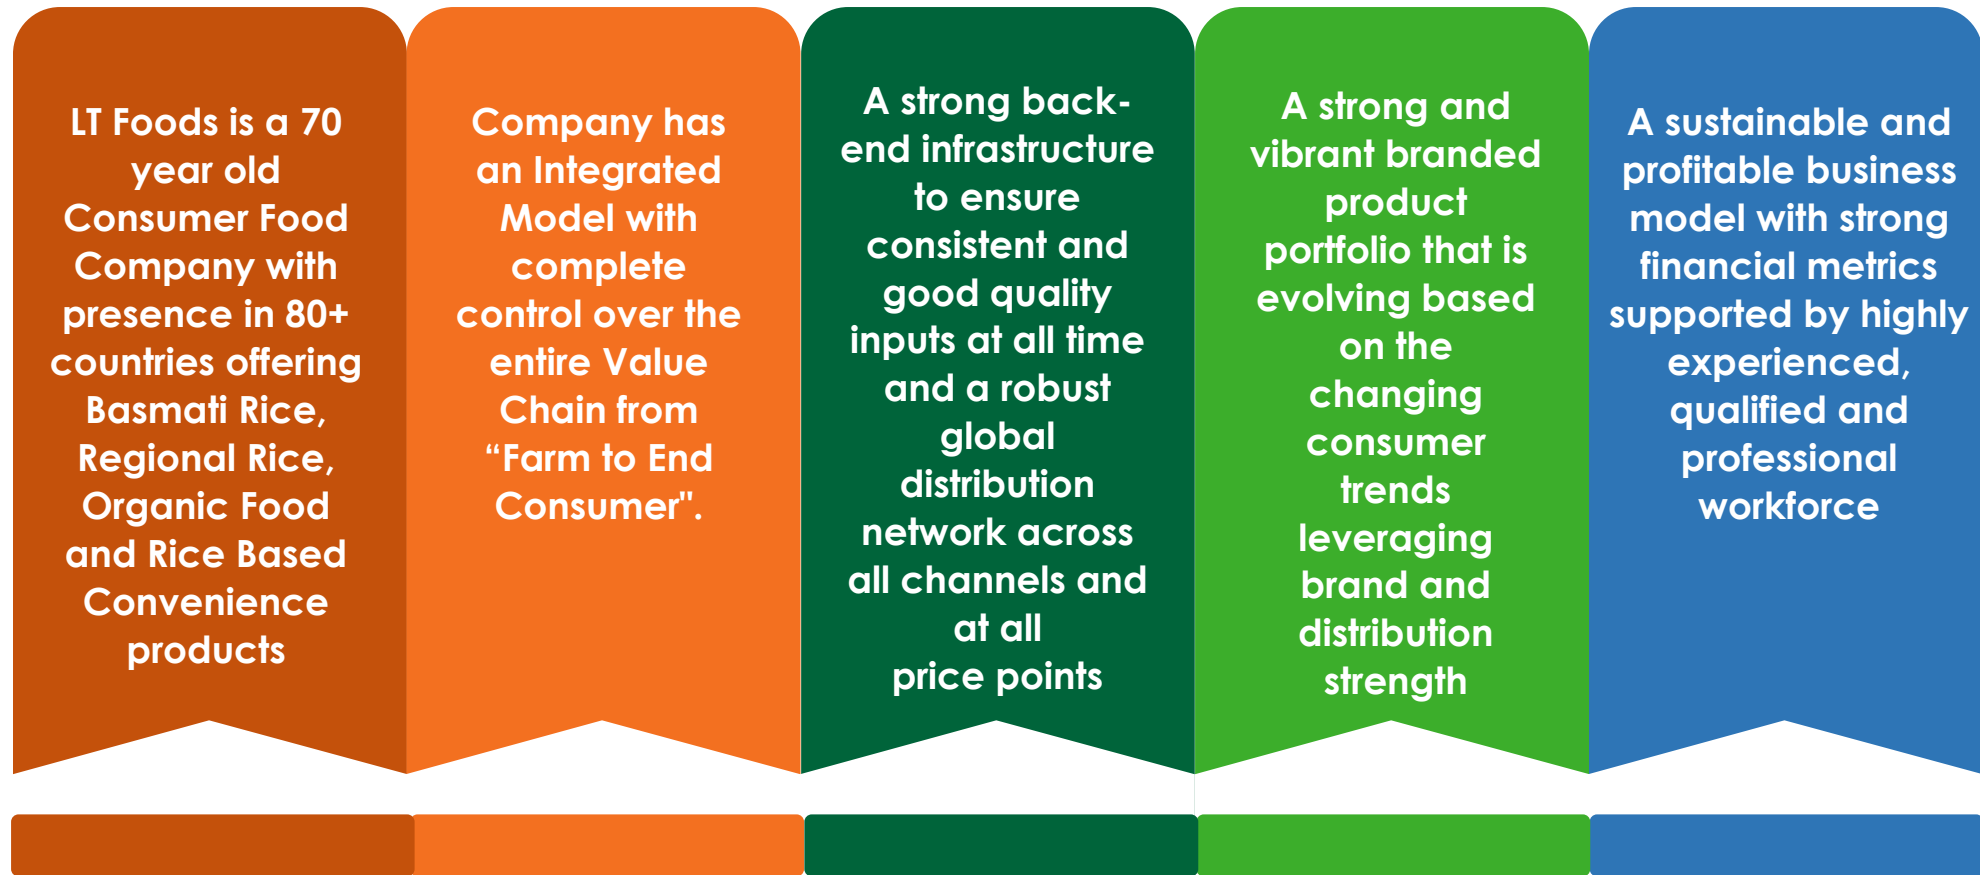 LT Foods is a 70
year old
Consumer Food
Company with
presence in 80+
countries offering
Basmati Rice,
Regional Rice,
Organic Food
and Rice Based
Convenience
products
Company has
an Integrated
Model with
complete
control over the
entire Value
Chain from
“Farm to End
Consumer".
A strong back-
end infrastructure
to ensure
consistent and
good quality
inputs at all time
and a robust
global
distribution
network across
all channels and
at all
price points
A strong and
vibrant branded
product
portfolio that is
evolving based
on the
changing
consumer
trends
leveraging
brand and
distribution
strength
A sustainable and
profitable business
model with strong
financial metrics
supported by highly
experienced,
qualified and
professional
workforce